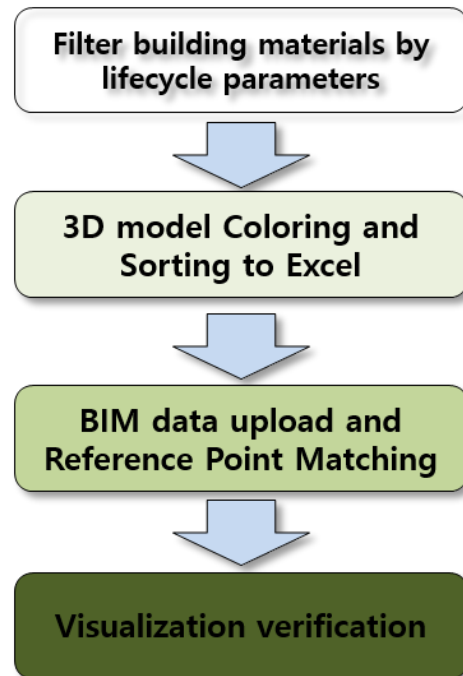 Filter building materials by
lifecycle parameters
3D model Coloring and
Sorting to Excel
BIM data upload and
Reference Point Matching
Visualization verification